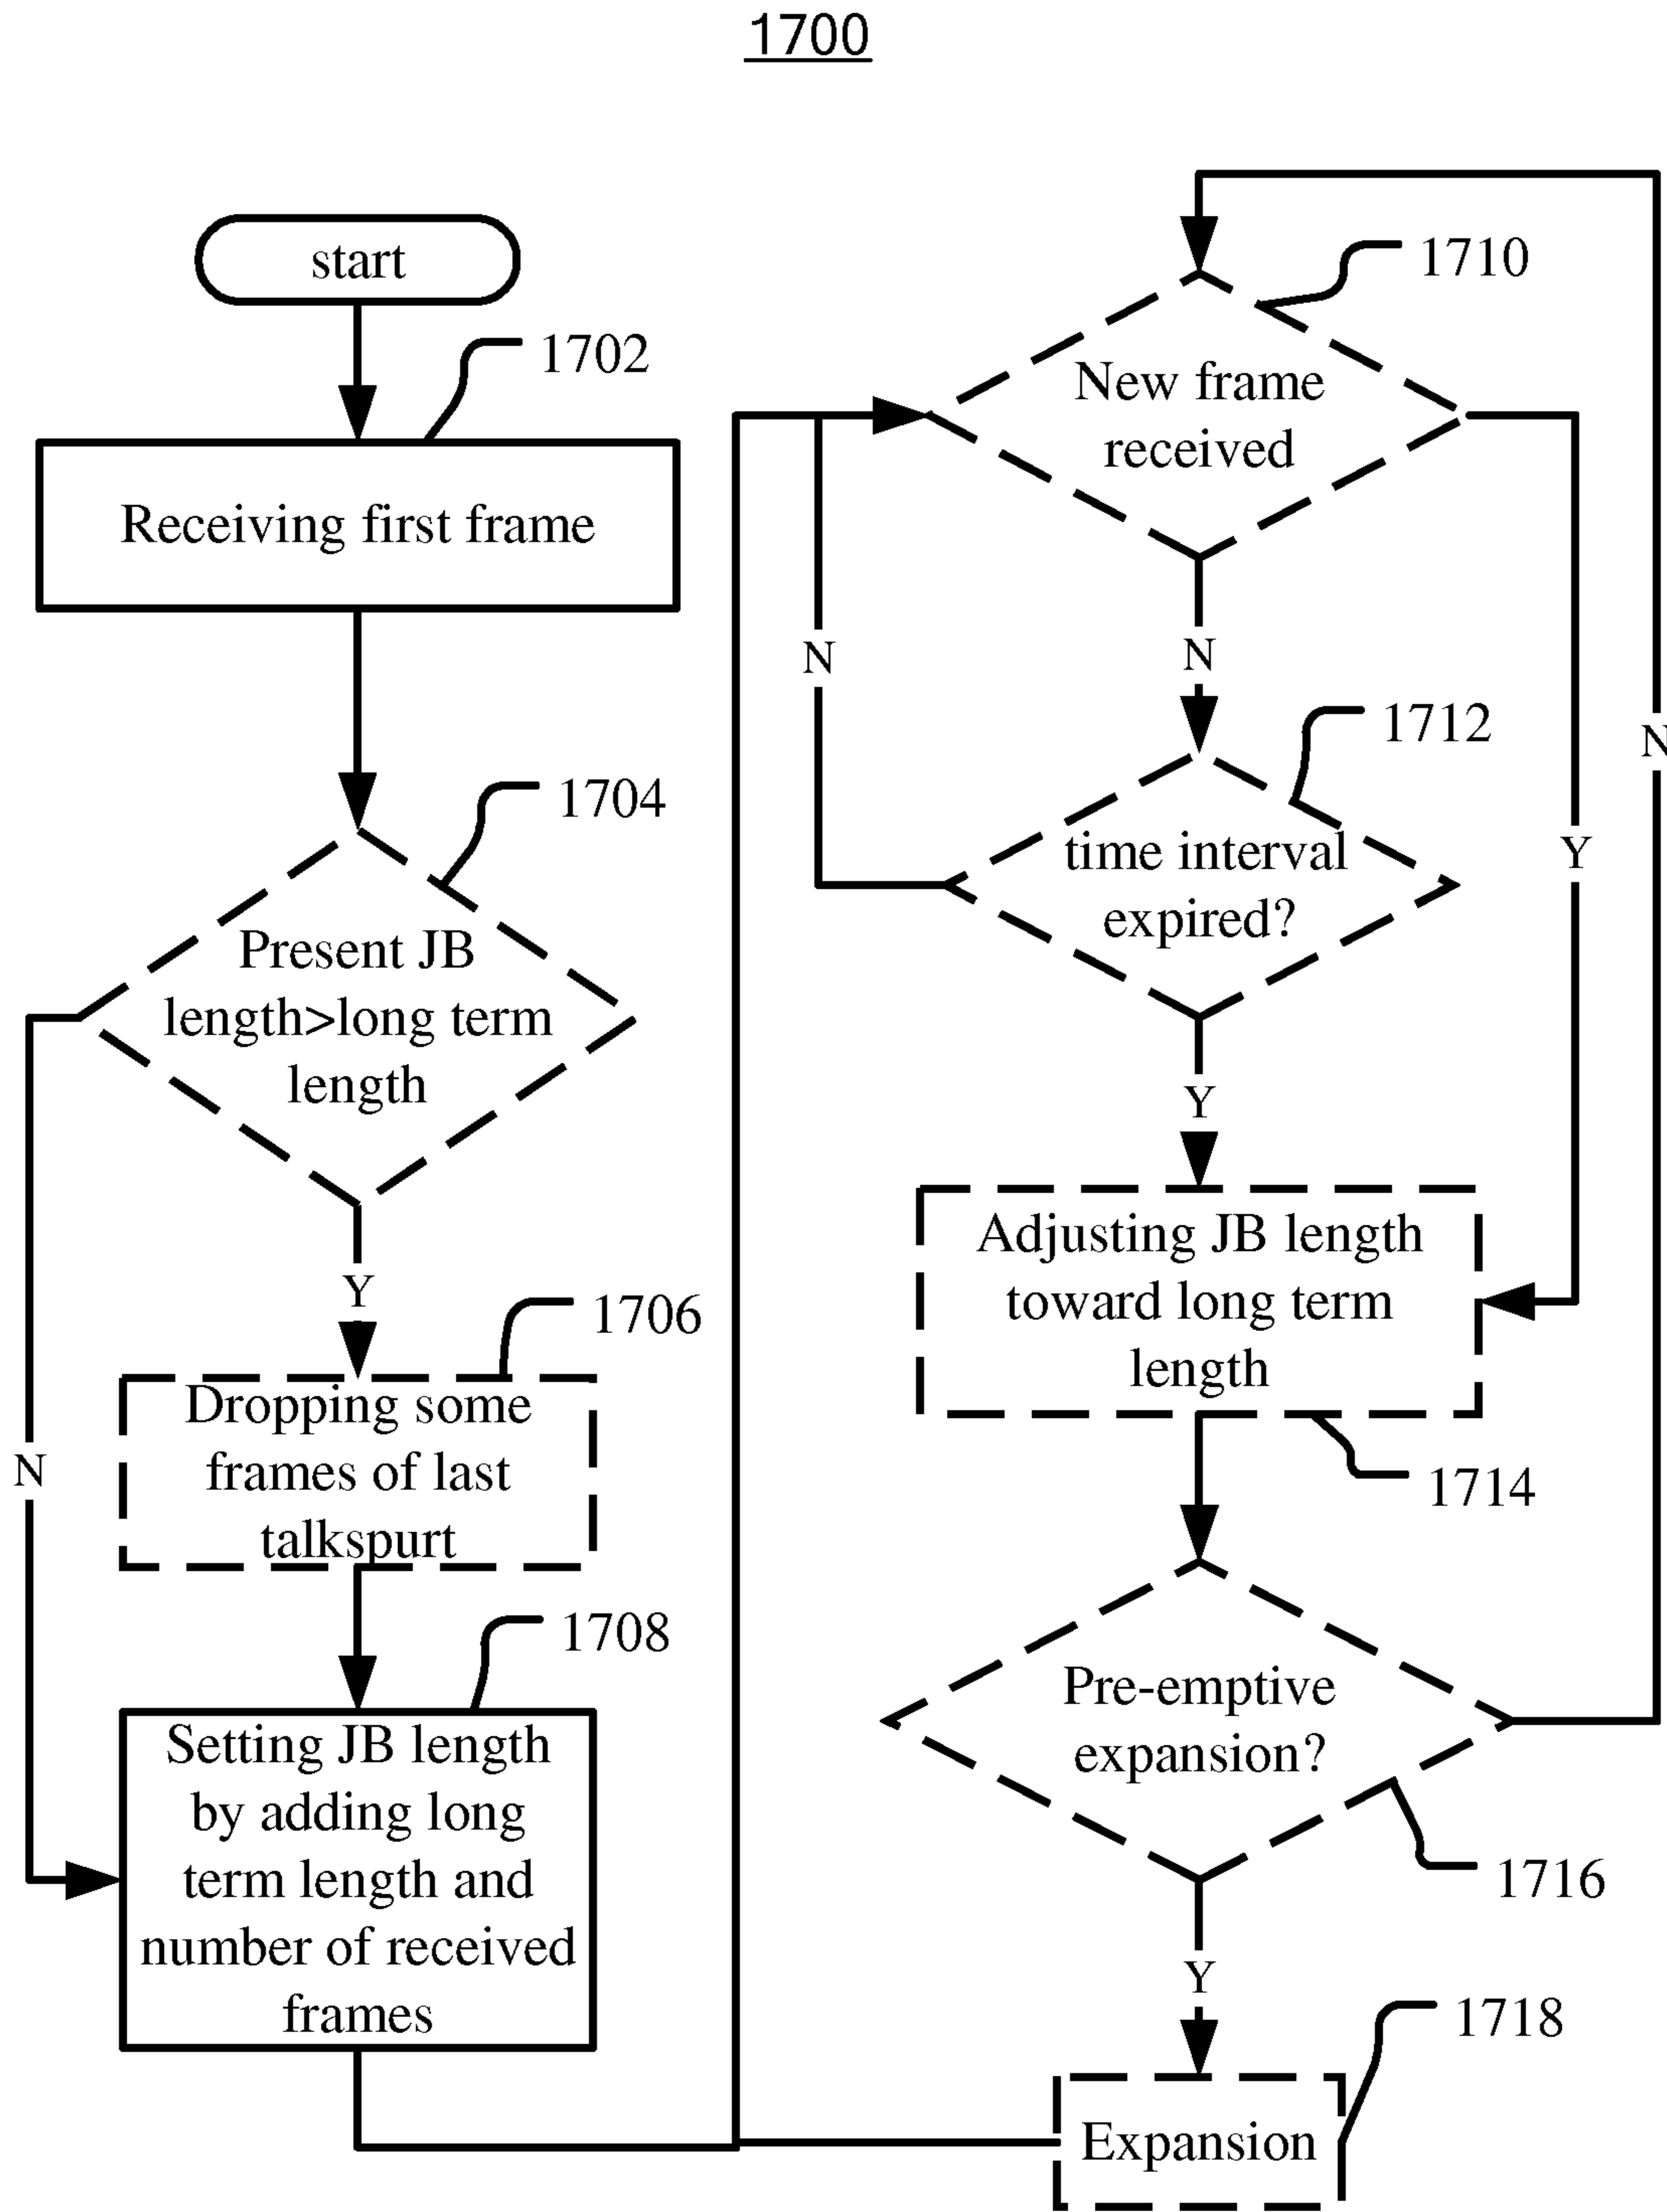 1700
start
1702
Receiving first frame
1704
Present JB
length>long term
length
N
Y
1706
Dropping some
frames of last
talkspurt
1708
Setting JB length
by adding long
term length and
number of received
frames
1710
New frame
received
N
N
Y
N
1712
time interval
expired?
Y
Adjusting JB length
toward long term
length
1714
Pre-emptive
expansion?
1716
Y
1718
Expansion